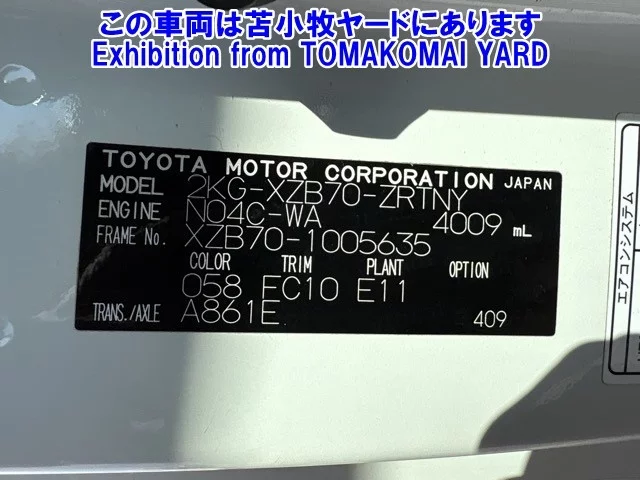 この車両は苫小牧ヤードにあります
Exhibition from TOMAKOMAI YARD
TOYOTA MOTOR CORPORATION JAPAN
MODEL 2KG-XZB70-ZRTNY
ENGINE N04C-WA 4009 mL
FRAME No. XZB70-1005635
COLOR TRIM PLANT OPTION
058 FC10 E11
TRANS./AXLE A861E 409
エアコンシステム